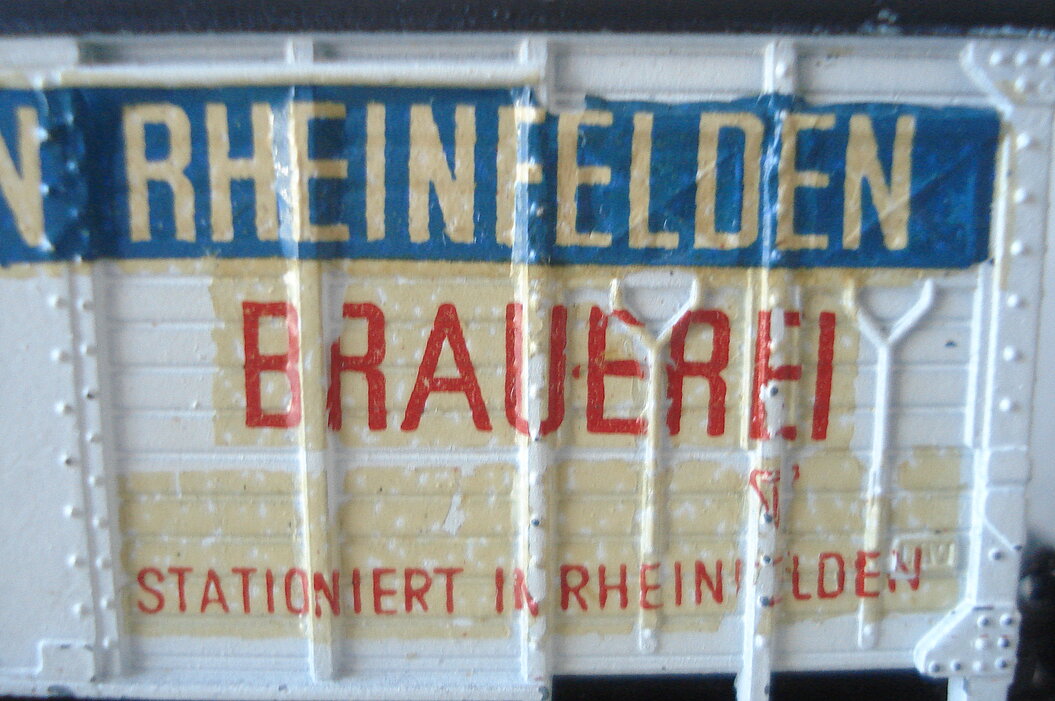 N RHEINFELDEN
BRAUEREI
STATIONIERT IN RHEINFELDEN